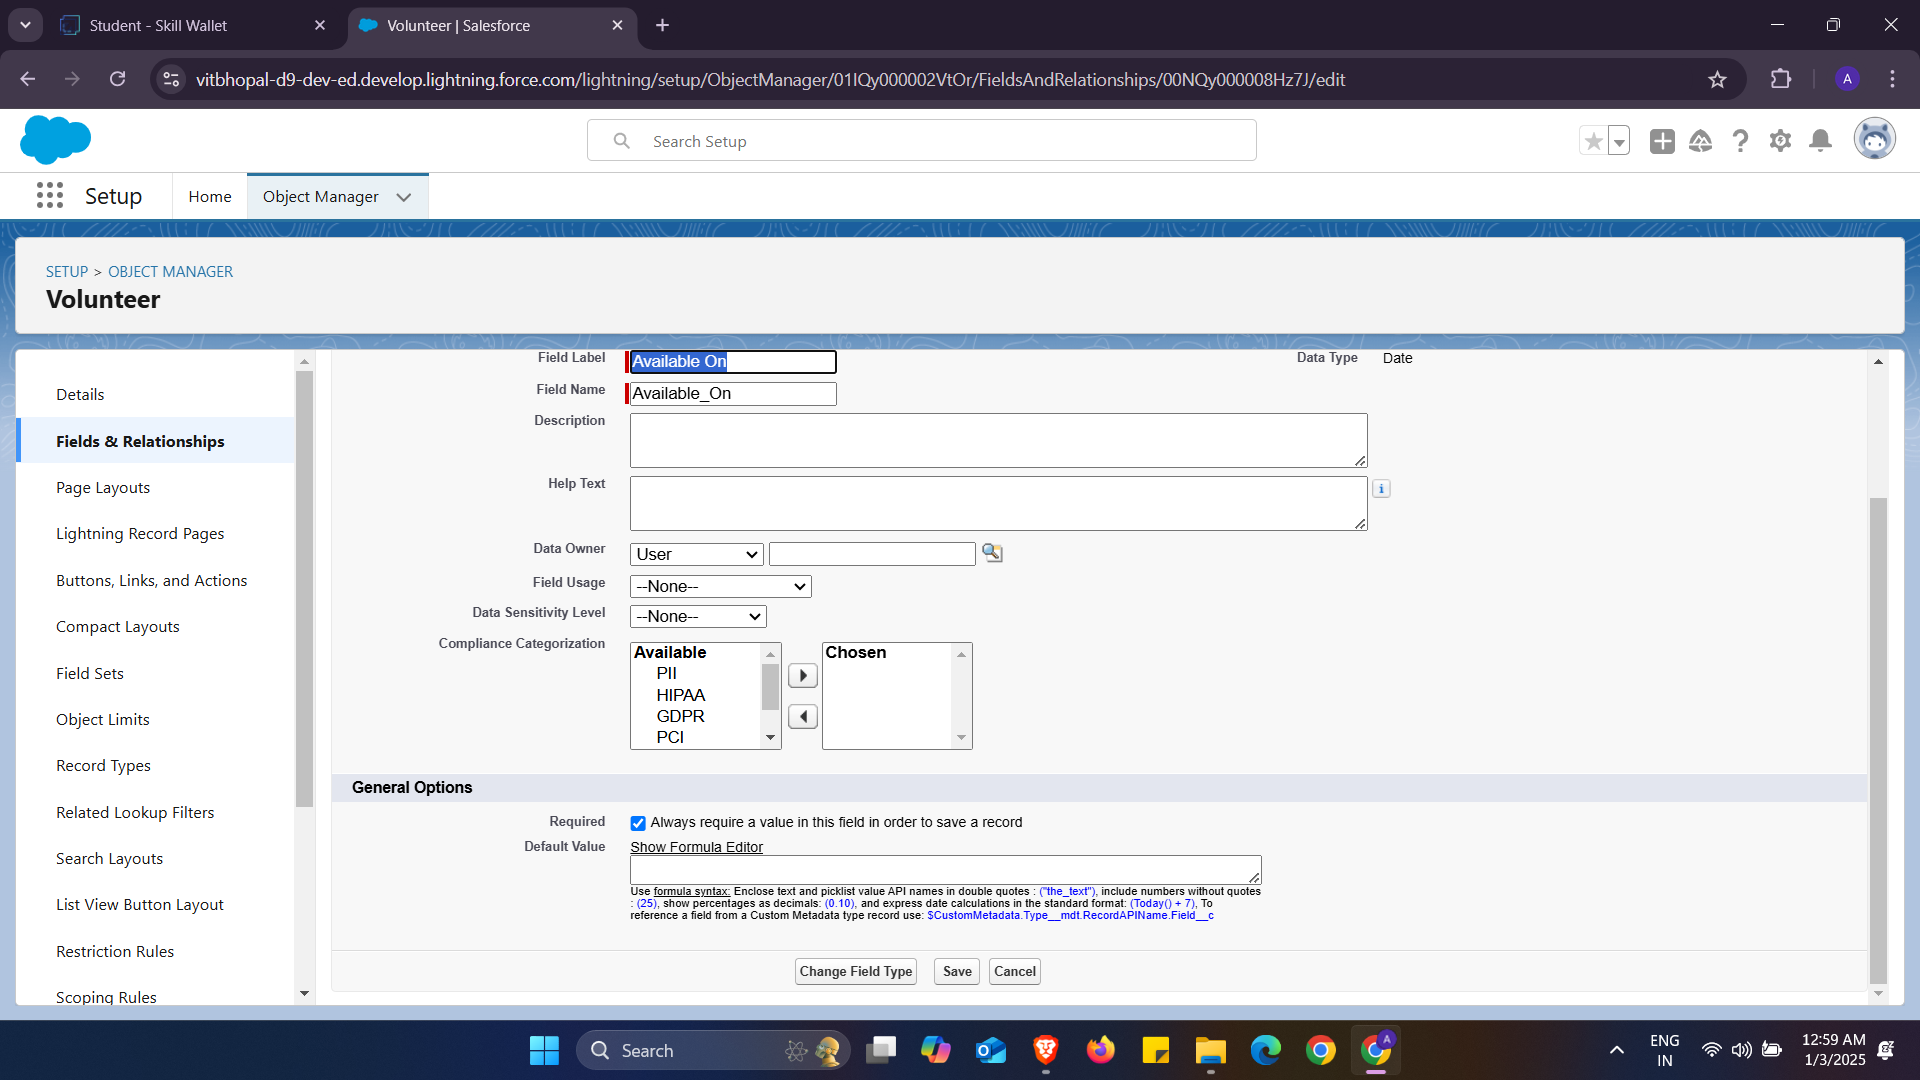 Student - Skill Wallet
Volunteer | Salesforce
vitbhopal-d9-dev-ed.develop.lightning.force.com/lightning/setup/ObjectManager/01IQy000002VtOr/FieldsAndRelationships/00NQy000008Hz7J/edit
A
Search Setup
Setup
Home
Object Manager
SETUP > OBJECT MANAGER
Volunteer
Details
Fields & Relationships
Page Layouts
Lightning Record Pages
Buttons, Links, and Actions
Compact Layouts
Field Sets
Object Limits
Record Types
Related Lookup Filters
Search Layouts
List View Button Layout
Restriction Rules
Scoping Rules
Field Label Available On Data Type Date
Field Name Available_On
Description
Help Text
i
Data Owner User
Field Usage --None--
Data Sensitivity Level --None--
Compliance Categorization
Available
PII
HIPAA
GDPR
PCI
Chosen
General Options
Required Always require a value in this field in order to save a record
Default Value Show Formula Editor
Use formula syntax: Enclose text and picklist value API names in double quotes : ("the_text"), include numbers without quotes
: (25), show percentages as decimals: (0.10), and express date calculations in the standard format: (Today() + 7), To
reference a field from a Custom Metadata type record use: $CustomMetadata.Type__mdt.RecordAPIName.Field__c
Change Field Type Save Cancel
Search
A
ENG
IN
12:59 AM
1/3/2025